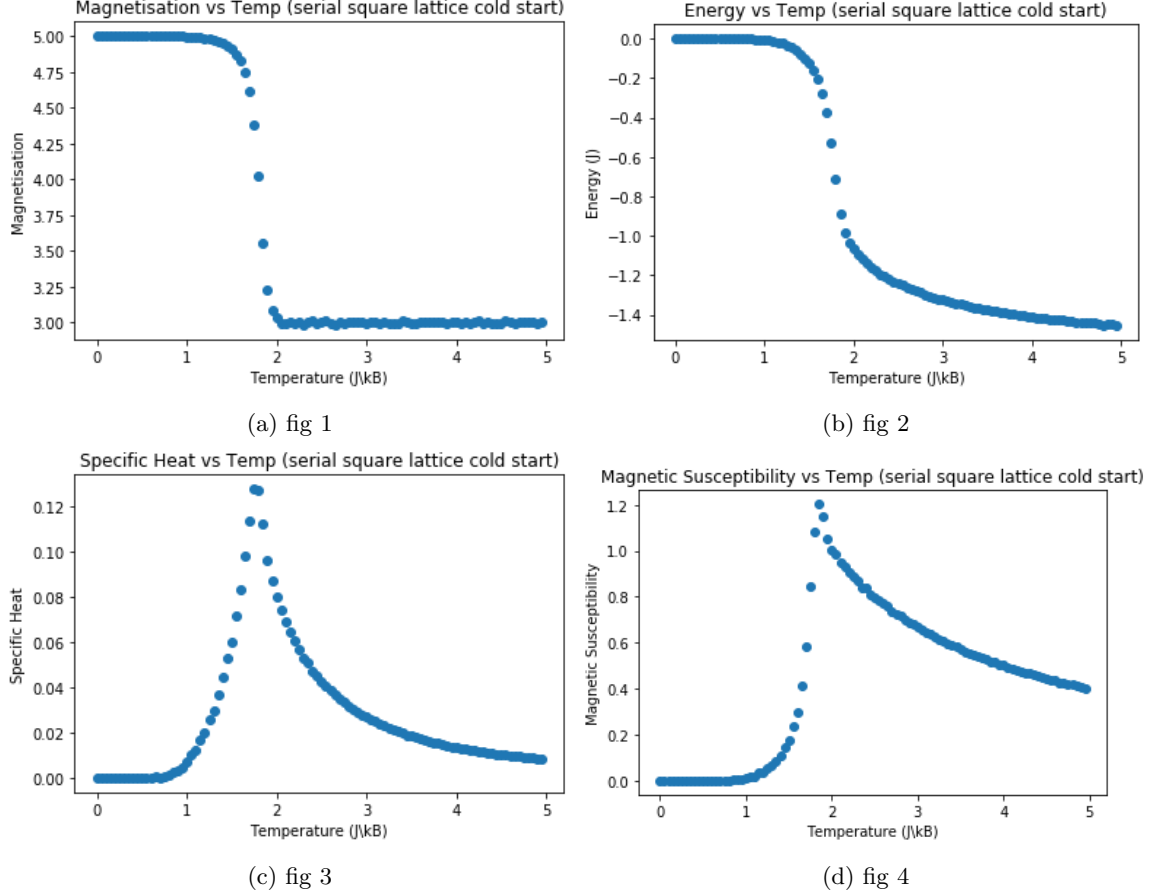 Magnetisation vs Temp (serial square lattice cold start)
5.00
4.75
4.50
4.25
4.00
3.75
3.50
3.25
3.00
Magnetisation
0 1 2 3 4 5
Temperature (J\kB)
(a) fig 1
Energy vs Temp (serial square lattice cold start)
0.0
−0.2
−0.4
−0.6
−0.8
−1.0
−1.2
−1.4
Energy (J)
0 1 2 3 4 5
Temperature (J\kB)
(b) fig 2
Specific Heat vs Temp (serial square lattice cold start)
0.12
0.10
0.08
0.06
0.04
0.02
0.00
Specific Heat
0 1 2 3 4 5
Temperature (J\kB)
(c) fig 3
Magnetic Susceptibility vs Temp (serial square lattice cold start)
1.2
1.0
0.8
0.6
0.4
0.2
0.0
Magnetic Susceptibility
0 1 2 3 4 5
Temperature (J\kB)
(d) fig 4